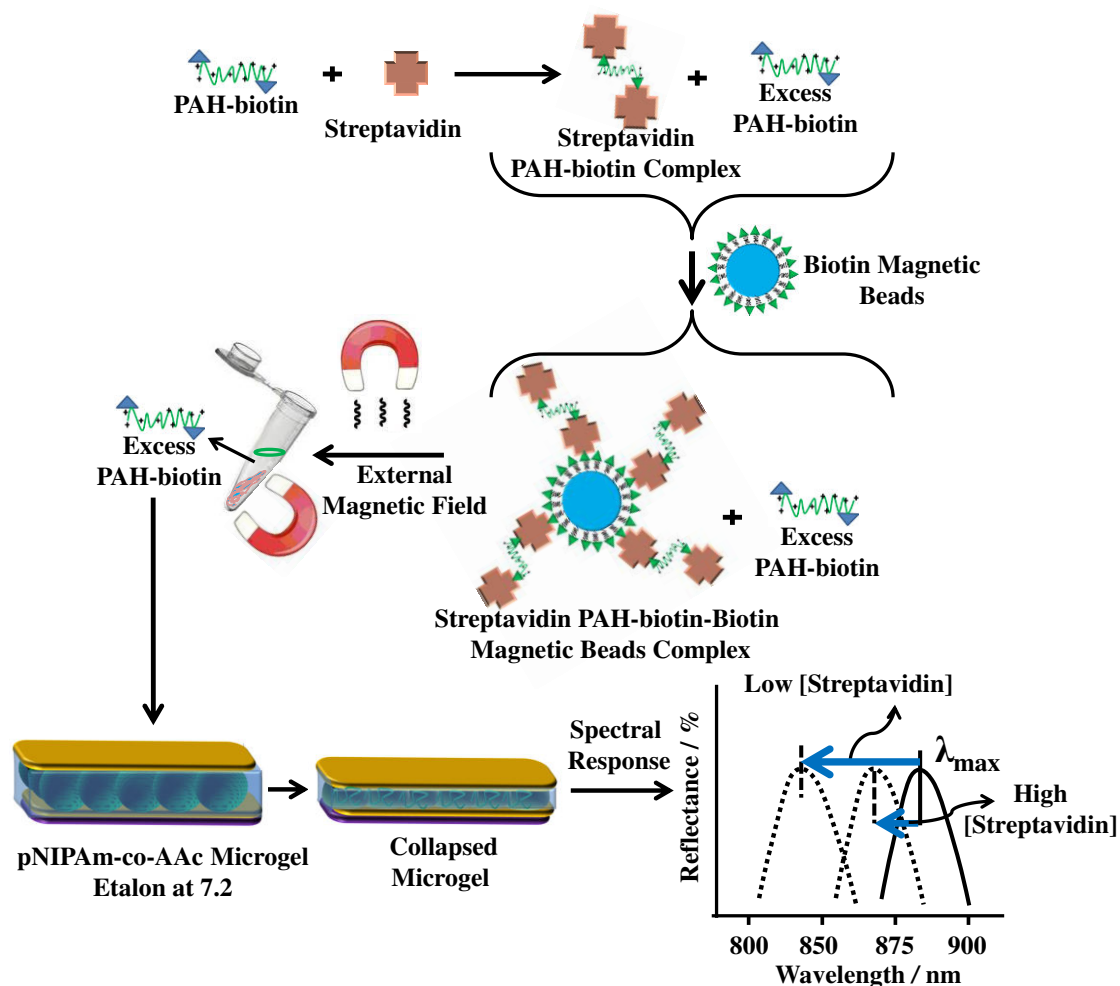 PAH-biotin
+
Streptavidin
Streptavidin
PAH-biotin Complex
+
Excess
PAH-biotin
Biotin Magnetic
Beads
Excess
PAH-biotin
External
Magnetic Field
+
Excess
PAH-biotin
Streptavidin PAH-biotin-Biotin
Magnetic Beads Complex
pNIPAm-co-AAc Microgel
Etalon at 7.2
Collapsed
Microgel
Spectral
Response
Low [Streptavidin]
λmax
High
[Streptavidin]
Reflectance / %
800 850 875 900
Wavelength / nm